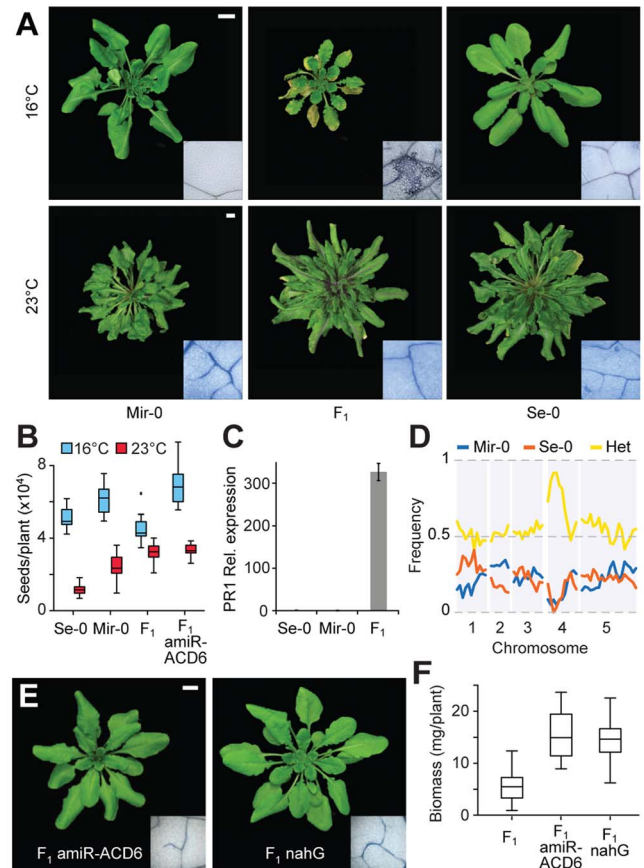 A
16°C
23°C
Mir-0
F1
Se-0
B
16°C 23°C
Seeds/plant (x10⁴)
8
4
0
Se-0 Mir-0 F1 F1 amiR-ACD6
C
PR1 Rel. expression
300
200
100
0
Se-0 Mir-0 F1
D
Mir-0 Se-0 Het
Frequency
1
0.5
0
1 2 3 4 5
Chromosome
E
F1 amiR-ACD6
F1 nahG
F
Biomass (mg/plant)
20
15
10
5
0
F1 F1 amiR-ACD6 F1 nahG